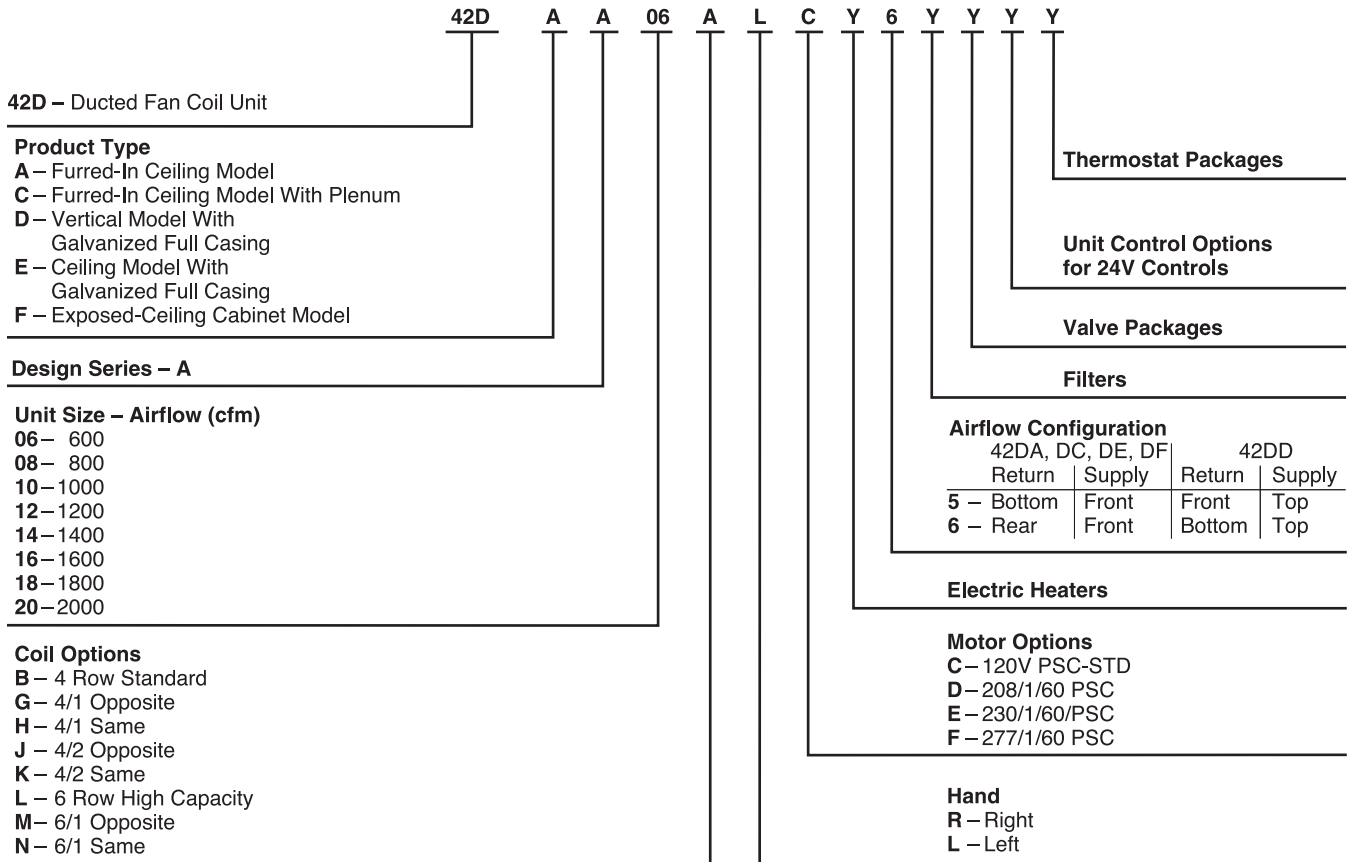 42D A A 06 A L C Y 6 Y Y Y Y
42D – Ducted Fan Coil Unit
Product Type
A – Furred-In Ceiling Model
C – Furred-In Ceiling Model With Plenum
D – Vertical Model With
Galvanized Full Casing
E – Ceiling Model With
Galvanized Full Casing
F – Exposed-Ceiling Cabinet Model
Design Series – A
Unit Size – Airflow (cfm)
06 – 600
08 – 800
10 – 1000
12 – 1200
14 – 1400
16 – 1600
18 – 1800
20 – 2000
Coil Options
B – 4 Row Standard
G – 4/1 Opposite
H – 4/1 Same
J – 4/2 Opposite
K – 4/2 Same
L – 6 Row High Capacity
M – 6/1 Opposite
N – 6/1 Same
Thermostat Packages
Unit Control Options
for 24V Controls
Valve Packages
Filters
Airflow Configuration
42DA, DC, DE, DF 42DD
Return Supply Return Supply
5 – Bottom Front Front Top
6 – Rear Front Bottom Top
Electric Heaters
Motor Options
C – 120V PSC-STD
D – 208/1/60 PSC
E – 230/1/60/PSC
F – 277/1/60 PSC
Hand
R – Right
L – Left